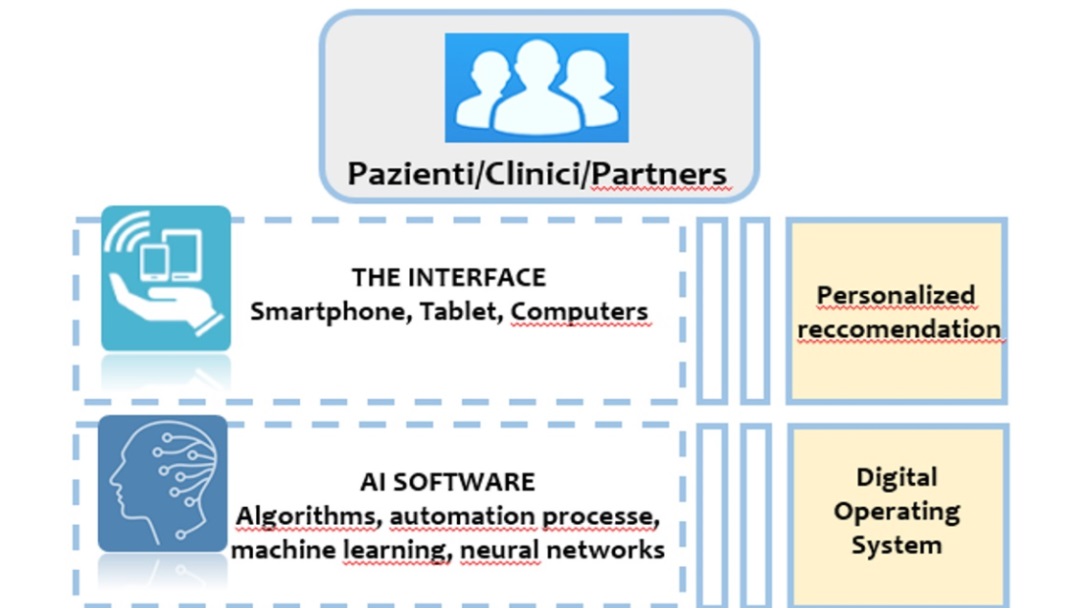 Pazienti/Clinici/Partners
THE INTERFACE
Smartphone, Tablet, Computers
Personalized
reccomendation
AI SOFTWARE
Algorithms, automation processe,
machine learning, neural networks
Digital
Operating
System